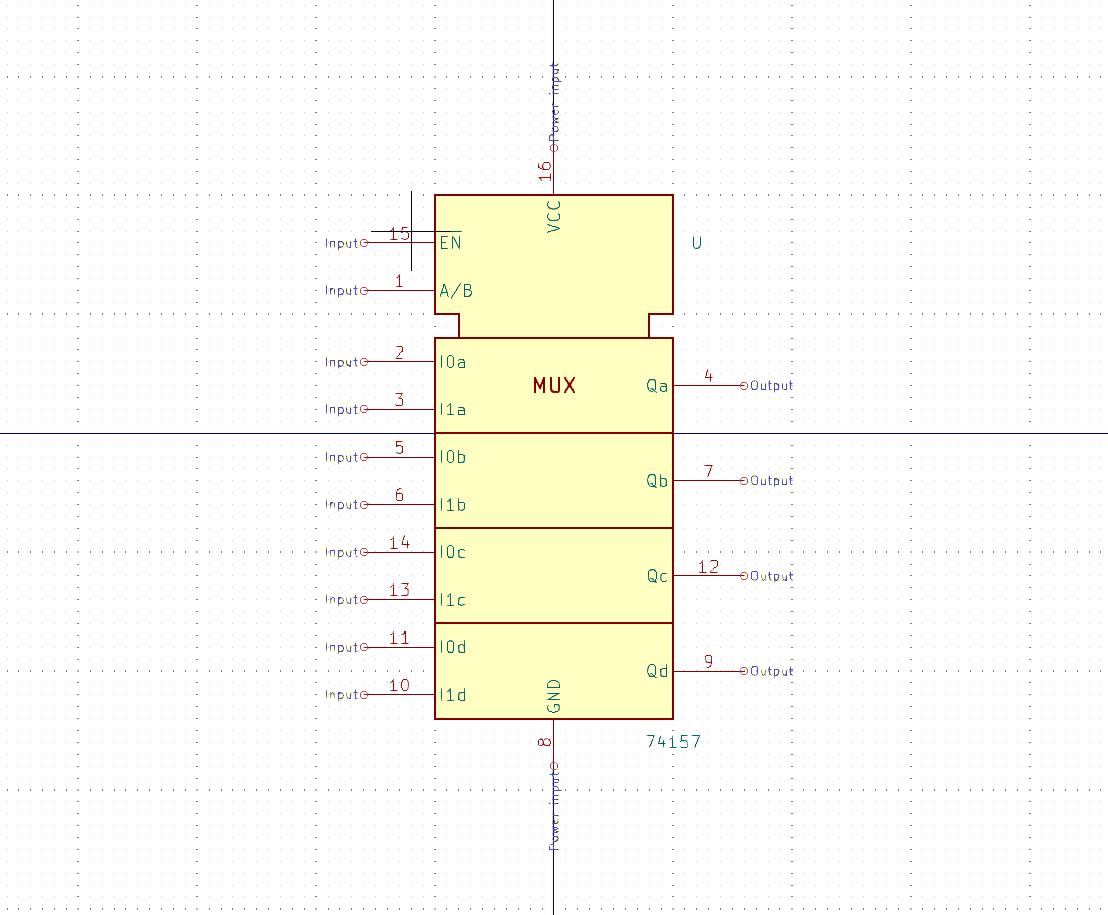 Power input
16
VCC
Input 15 EN
U
Input 1 A/B
Input 2 I0a
MUX
Qa 4 Output
Input 3 I1a
Input 5 I0b
Qb 7 Output
Input 6 I1b
Input 14 I0c
Qc 12 Output
Input 13 I1c
Input 11 I0d
Qd 9 Output
Input 10 I1d
GND
8
74157
Power input